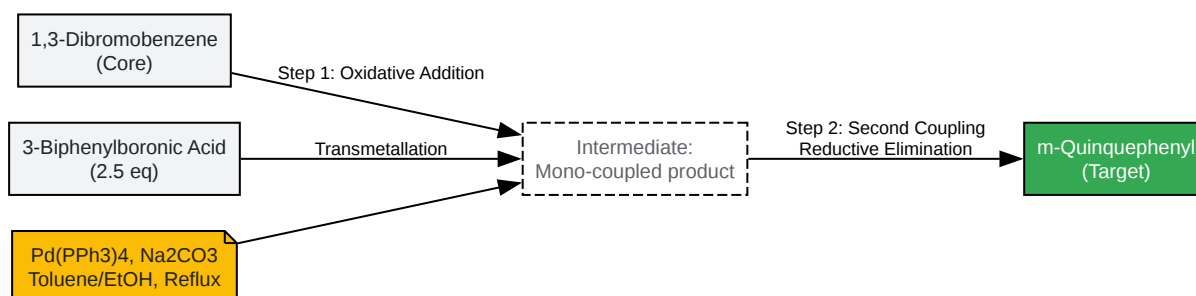 1,3-Dibromobenzene
(Core)
Step 1: Oxidative Addition
3-Biphenylboronic Acid
(2.5 eq)
Transmetallation
Pd(PPh3)4, Na2CO3
Toluene/EtOH, Reflux
Intermediate:
Mono-coupled product
Step 2: Second Coupling
Reductive Elimination
m-Quinquephenyl
(Target)